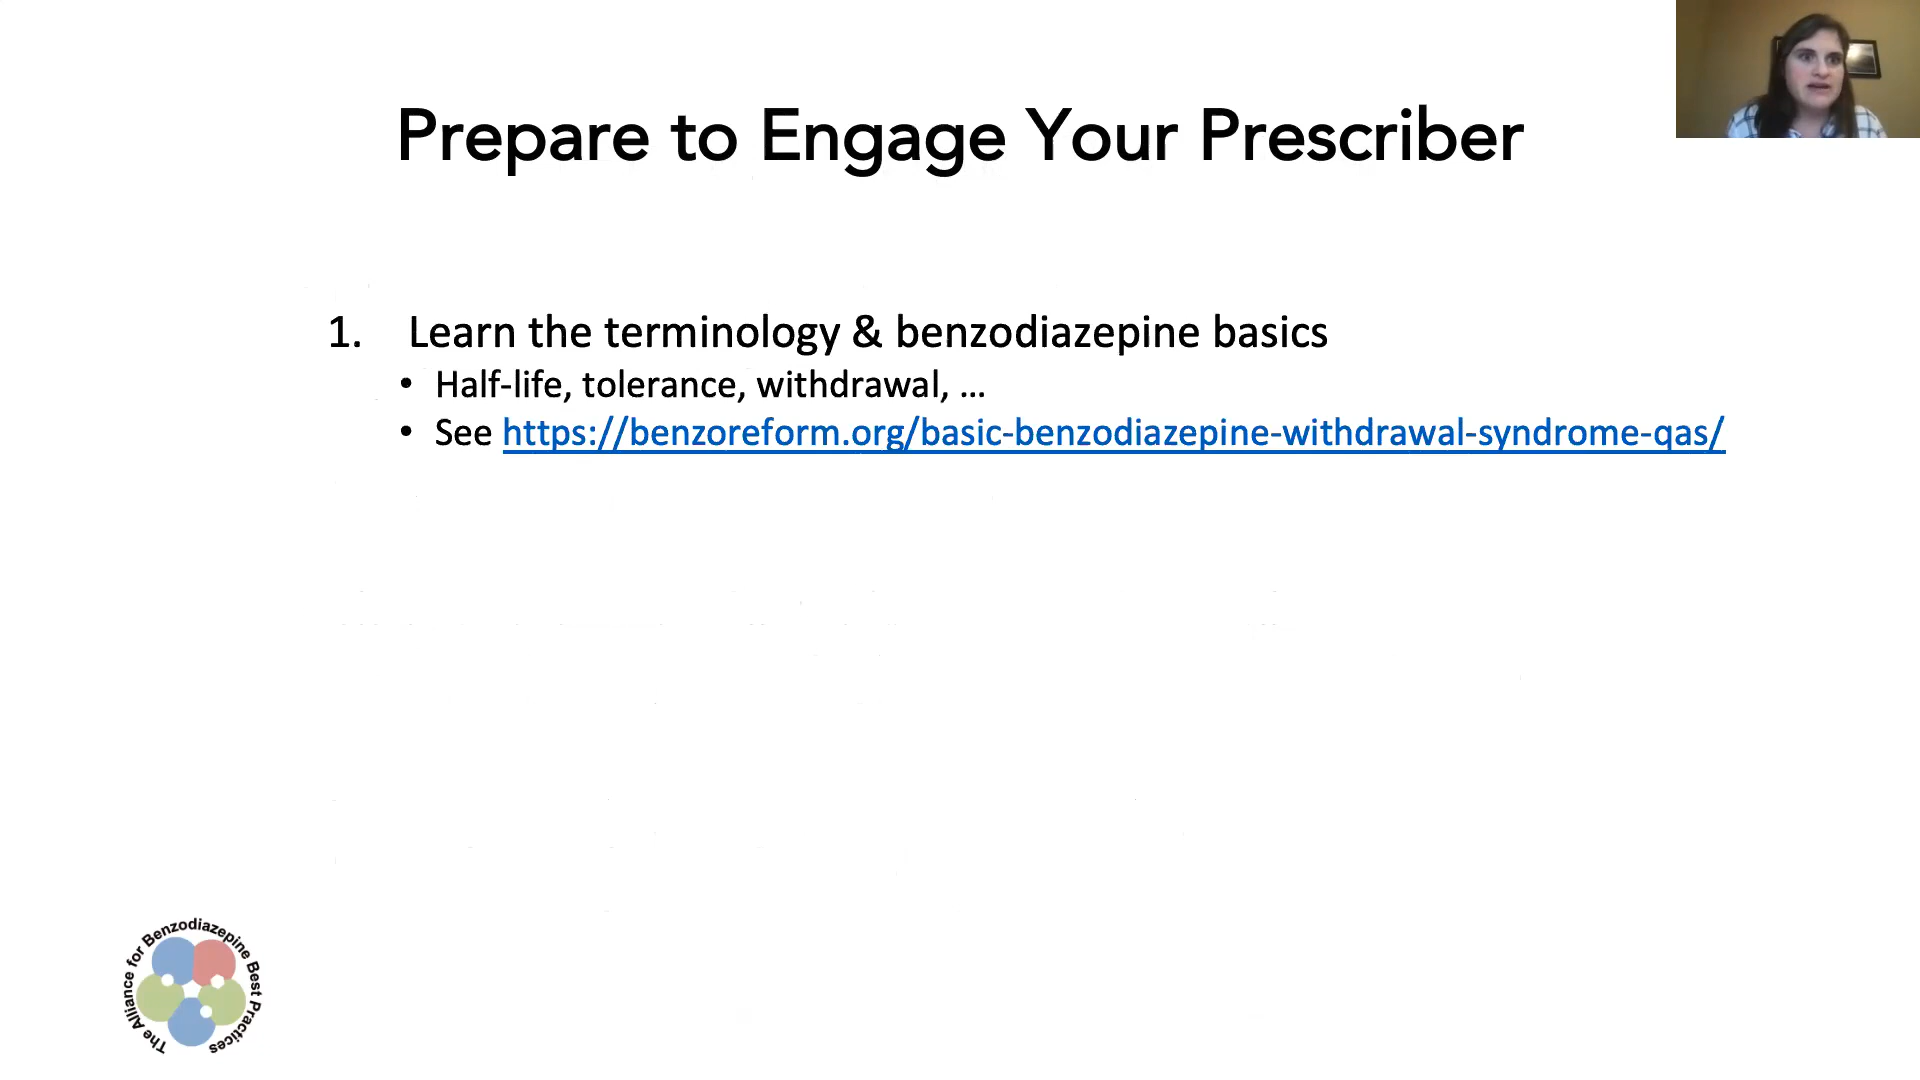 Prepare to Engage Your Prescriber
1. Learn the terminology & benzodiazepine basics
• Half-life, tolerance, withdrawal, ...
• See https://benzoreform.org/basic-benzodiazepine-withdrawal-syndrome-qas/
The Alliance for Benzodiazepine Best Practices